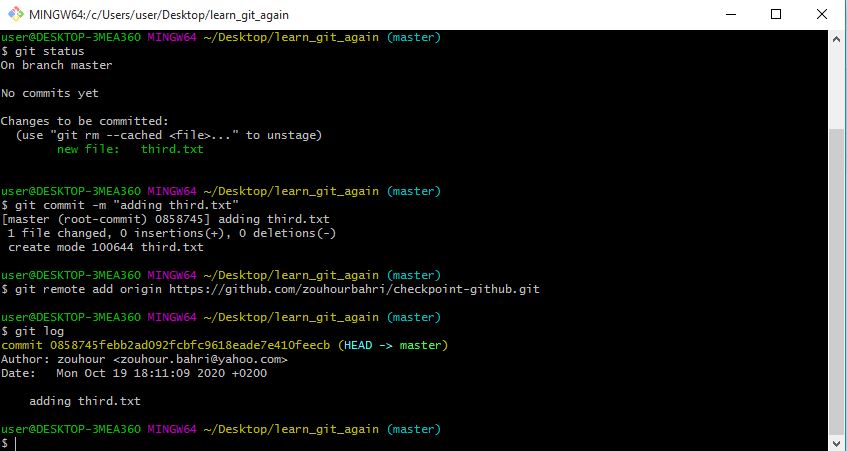 MINGW64:/c/Users/user/Desktop/learn_git_again
user@DESKTOP-3MEA36O MINGW64 ~/Desktop/learn_git_again (master)
$ git status
On branch master
No commits yet
Changes to be committed:
(use "git rm --cached <file>..." to unstage)
new file:   third.txt
user@DESKTOP-3MEA36O MINGW64 ~/Desktop/learn_git_again (master)
$ git commit -m "adding third.txt"
[master (root-commit) 0858745] adding third.txt
1 file changed, 0 insertions(+), 0 deletions(-)
create mode 100644 third.txt
user@DESKTOP-3MEA36O MINGW64 ~/Desktop/learn_git_again (master)
$ git remote add origin https://github.com/zouhourbahri/checkpoint-github.git
user@DESKTOP-3MEA36O MINGW64 ~/Desktop/learn_git_again (master)
$ git log
commit 0858745febb2ad092fcbfc9618eade7e410feecb (HEAD -> master)
Author: zouhour <zouhour.bahri@yahoo.com>
Date:   Mon Oct 19 18:11:09 2020 +0200
adding third.txt
user@DESKTOP-3MEA36O MINGW64 ~/Desktop/learn_git_again (master)
$